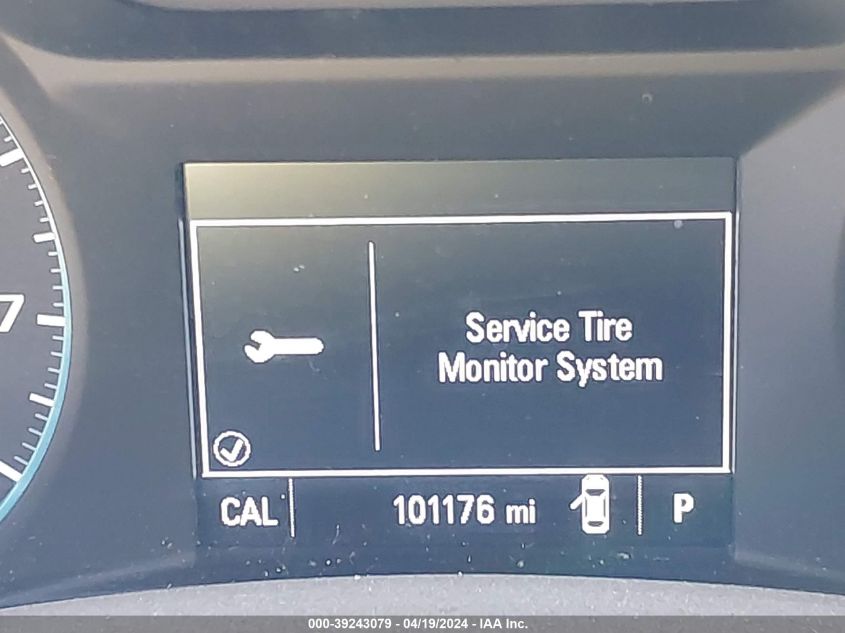 7
Service Tire
Monitor System
CAL 101176 mi P
000-39243079 / 04/19/2024 - IAA Inc.